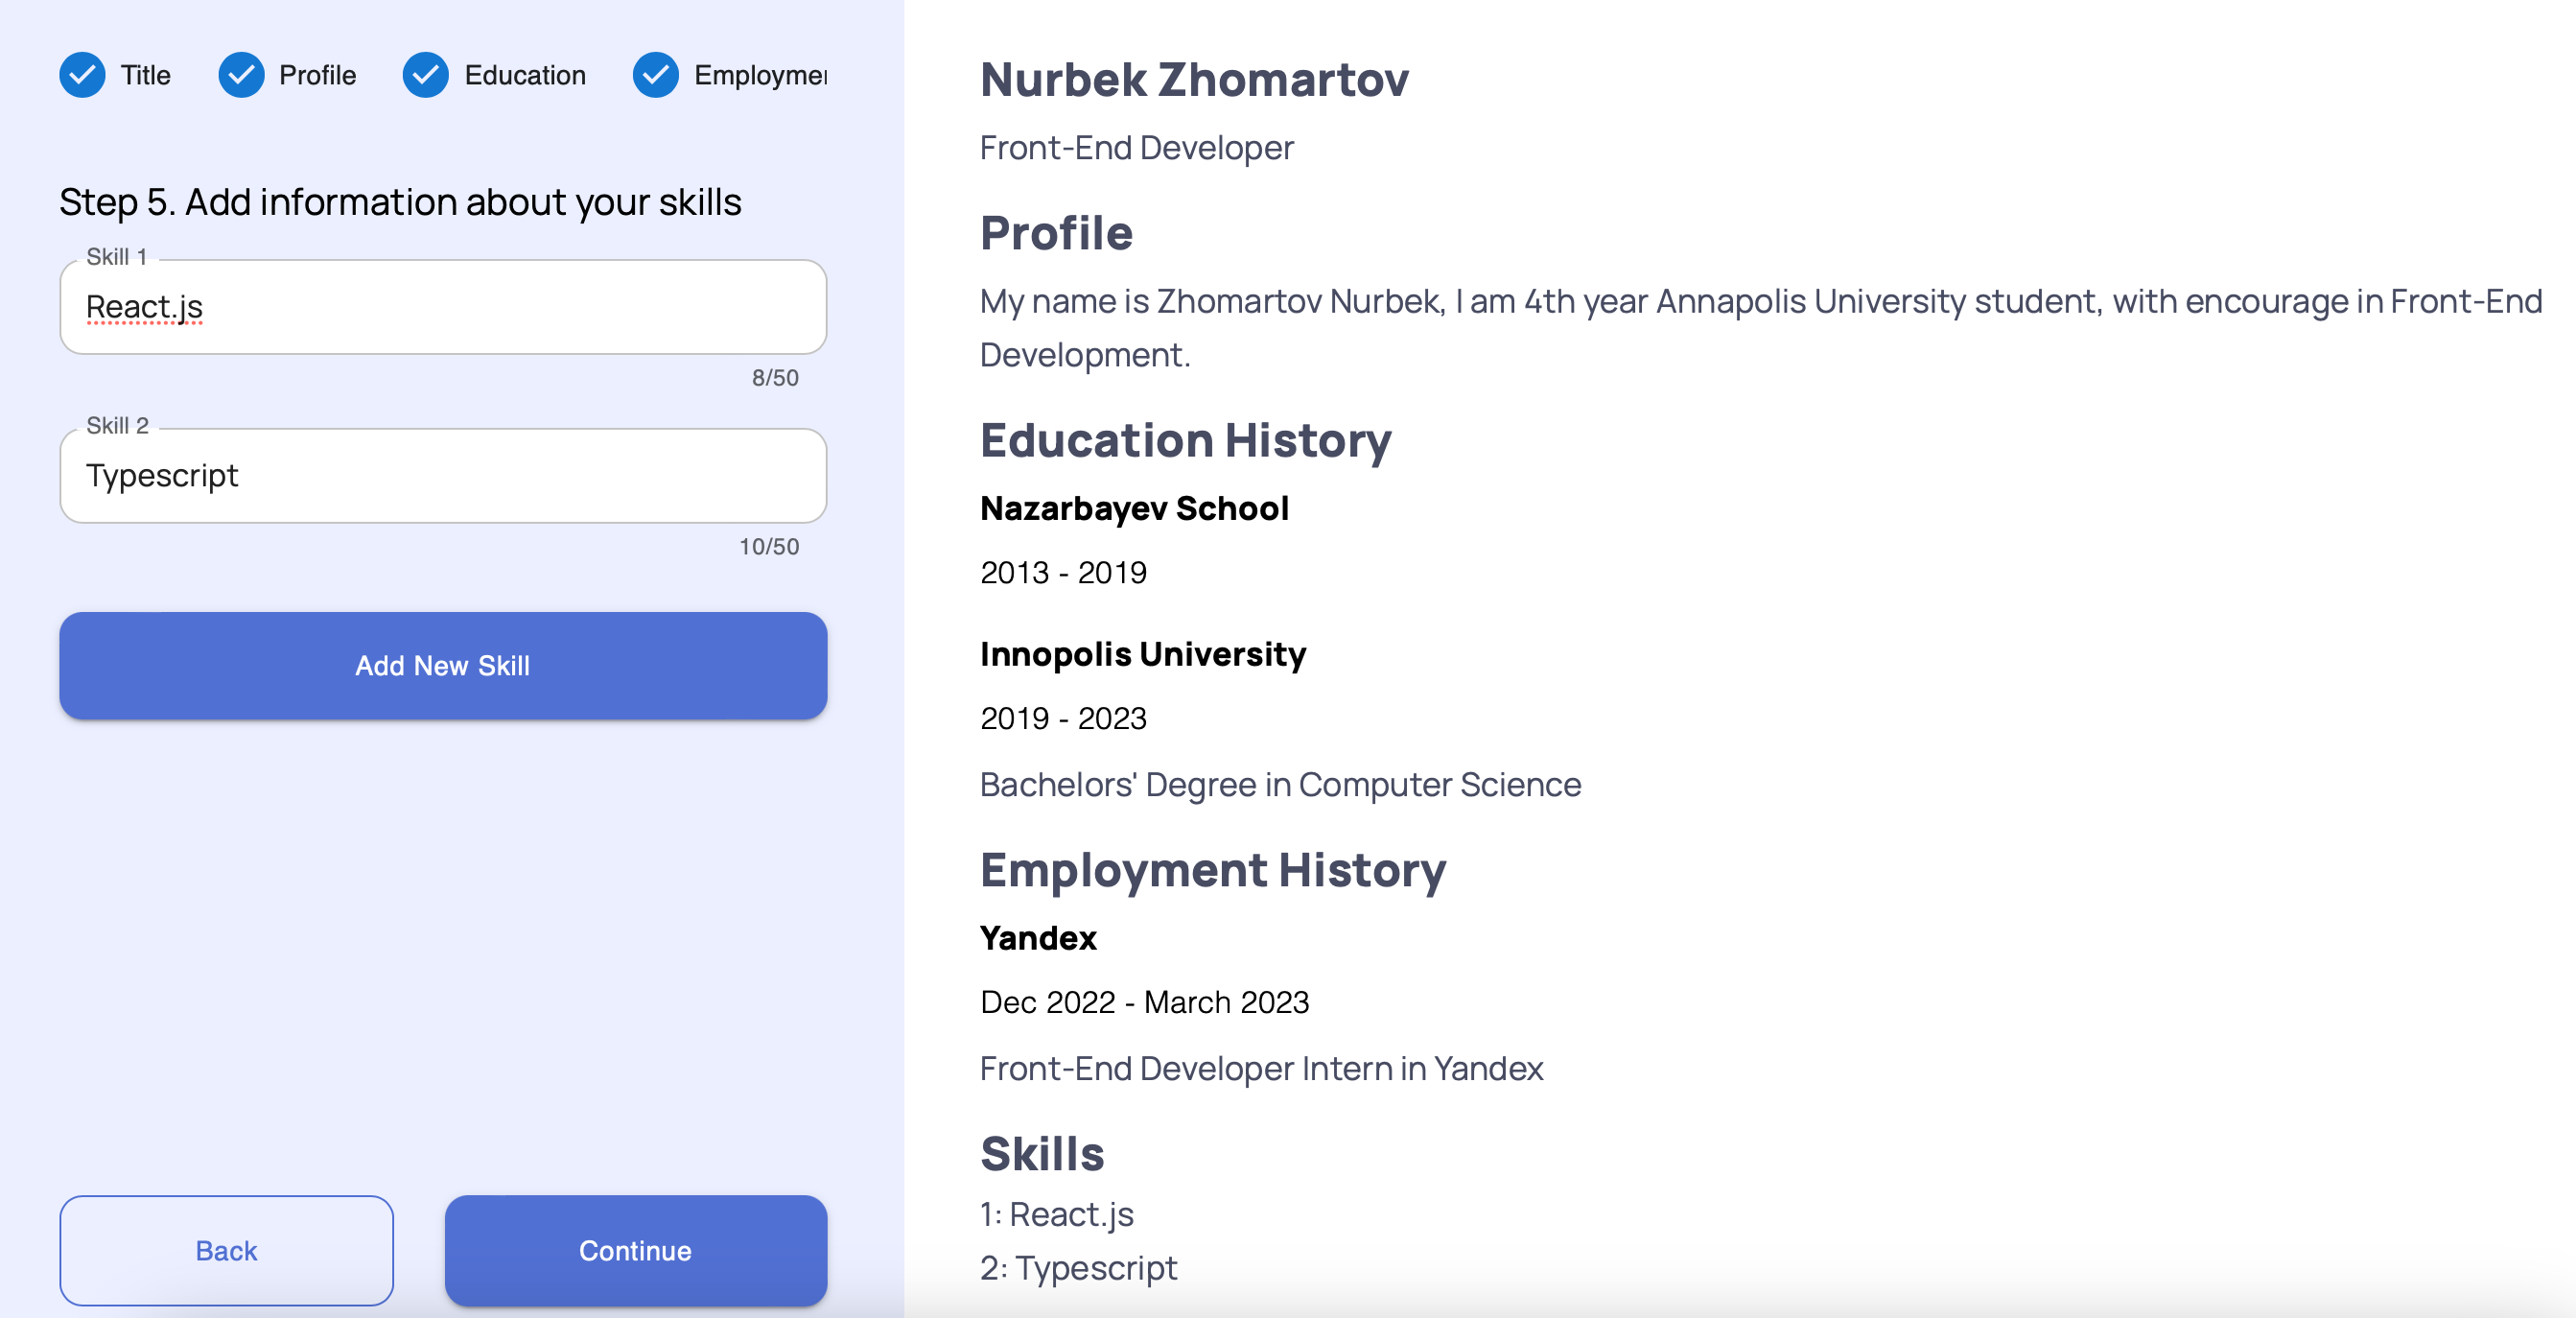 Title
Profile
Education
Employmer
Step 5. Add information about your skills
Skill 1
React.js
8/50
Skill 2
Typescript
10/50
Add New Skill
Back
Continue
Nurbek Zhomartov
Front-End Developer
Profile
My name is Zhomartov Nurbek, I am 4th year Annapolis University student, with encourage in Front-End
Development.
Education History
Nazarbayev School
2013 - 2019
Innopolis University
2019 - 2023
Bachelors' Degree in Computer Science
Employment History
Yandex
Dec 2022 - March 2023
Front-End Developer Intern in Yandex
Skills
1: React.js
2: Typescript